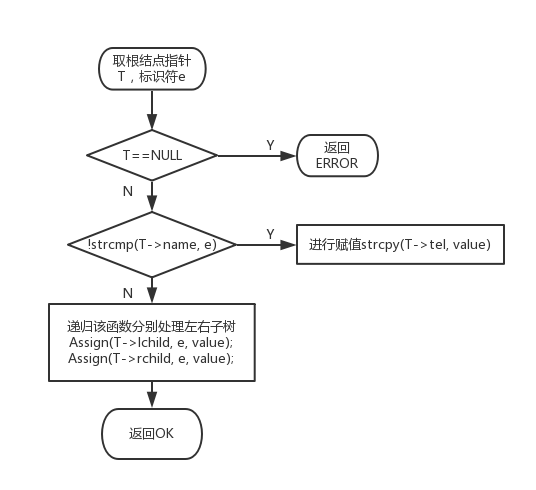 取根结点指针
T，标识符e
T==NULL
Y
返回
ERROR
N
!strcmp(T->name, e)
Y
进行赋值strcpy(T->tel, value)
N
递归该函数分别处理左右子树
Assign(T->lchild, e, value);
Assign(T->rchild, e, value);
返回OK